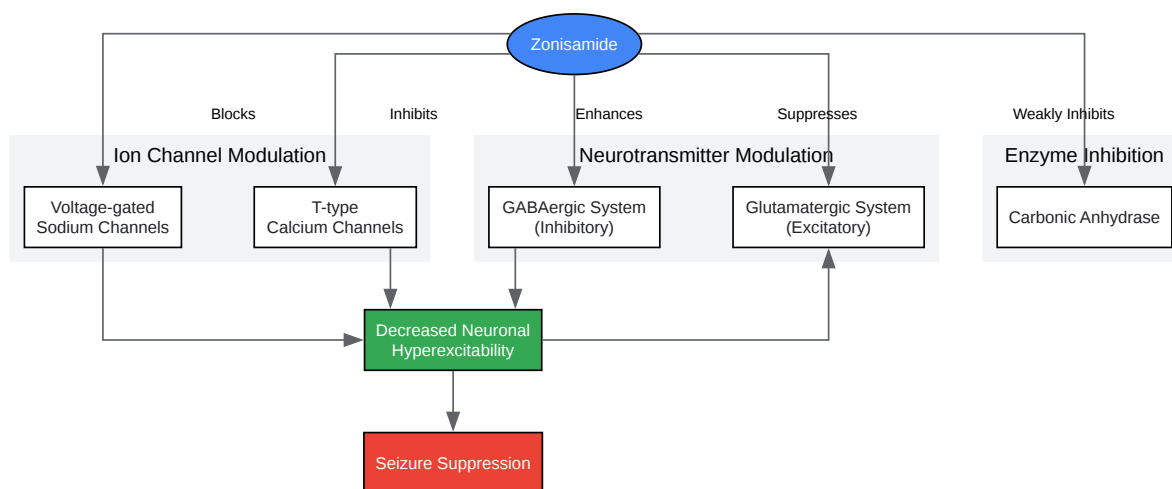 Zonisamide
Blocks
Inhibits
Enhances
Suppresses
Weakly Inhibits
Ion Channel Modulation
Neurotransmitter Modulation
Enzyme Inhibition
Voltage-gated
Sodium Channels
T-type
Calcium Channels
GABAergic System
(Inhibitory)
Glutamatergic System
(Excitatory)
Carbonic Anhydrase
Decreased Neuronal
Hyperexcitability
Seizure Suppression